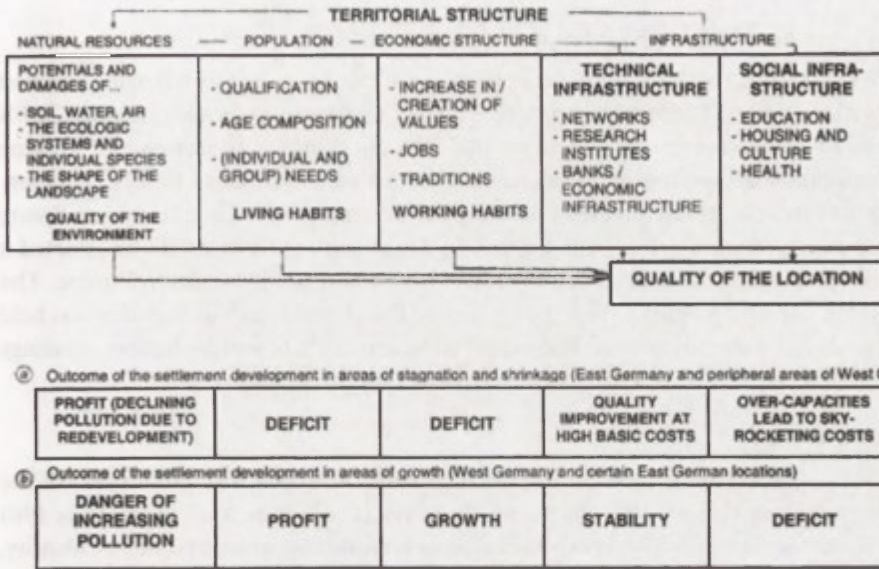 TERRITORIAL STRUCTURE
NATURAL RESOURCES
POPULATION
ECONOMIC STRUCTURE
INFRASTRUCTURE
POTENTIALS AND
DAMAGES OF...
- SOIL, WATER, AIR
- THE ECOLOGIC
SYSTEMS AND
INDIVIDUAL SPECIES
- THE SHAPE OF THE
LANDSCAPE
QUALITY OF THE
ENVIRONMENT
- QUALIFICATION
- AGE COMPOSITION
- (INDIVIDUAL AND
GROUP) NEEDS
LIVING HABITS
- INCREASE IN /
CREATION OF
VALUES
- JOBS
- TRADITIONS
WORKING HABITS
TECHNICAL
INFRASTRUCTURE
- NETWORKS
- RESEARCH
INSTITUTES
- BANKS /
ECONOMIC
INFRASTRUCTURE
SOCIAL INFRA-
STRUCTURE
- EDUCATION
- HOUSING AND
CULTURE
- HEALTH
QUALITY OF THE LOCATION
ⓐ Outcome of the settlement development in areas of stagnation and shrinkage (East Germany and peripheral areas of West
PROFIT (DECLINING
POLLUTION DUE TO
REDEVELOPMENT)
DEFICIT
DEFICIT
QUALITY
IMPROVEMENT AT
HIGH BASIC COSTS
OVER-CAPACITIES
LEAD TO SKY-
ROCKETING COSTS
ⓑ Outcome of the settlement development in areas of growth (West Germany and certain East German locations)
DANGER OF
INCREASING
POLLUTION
PROFIT
GROWTH
STABILITY
DEFICIT